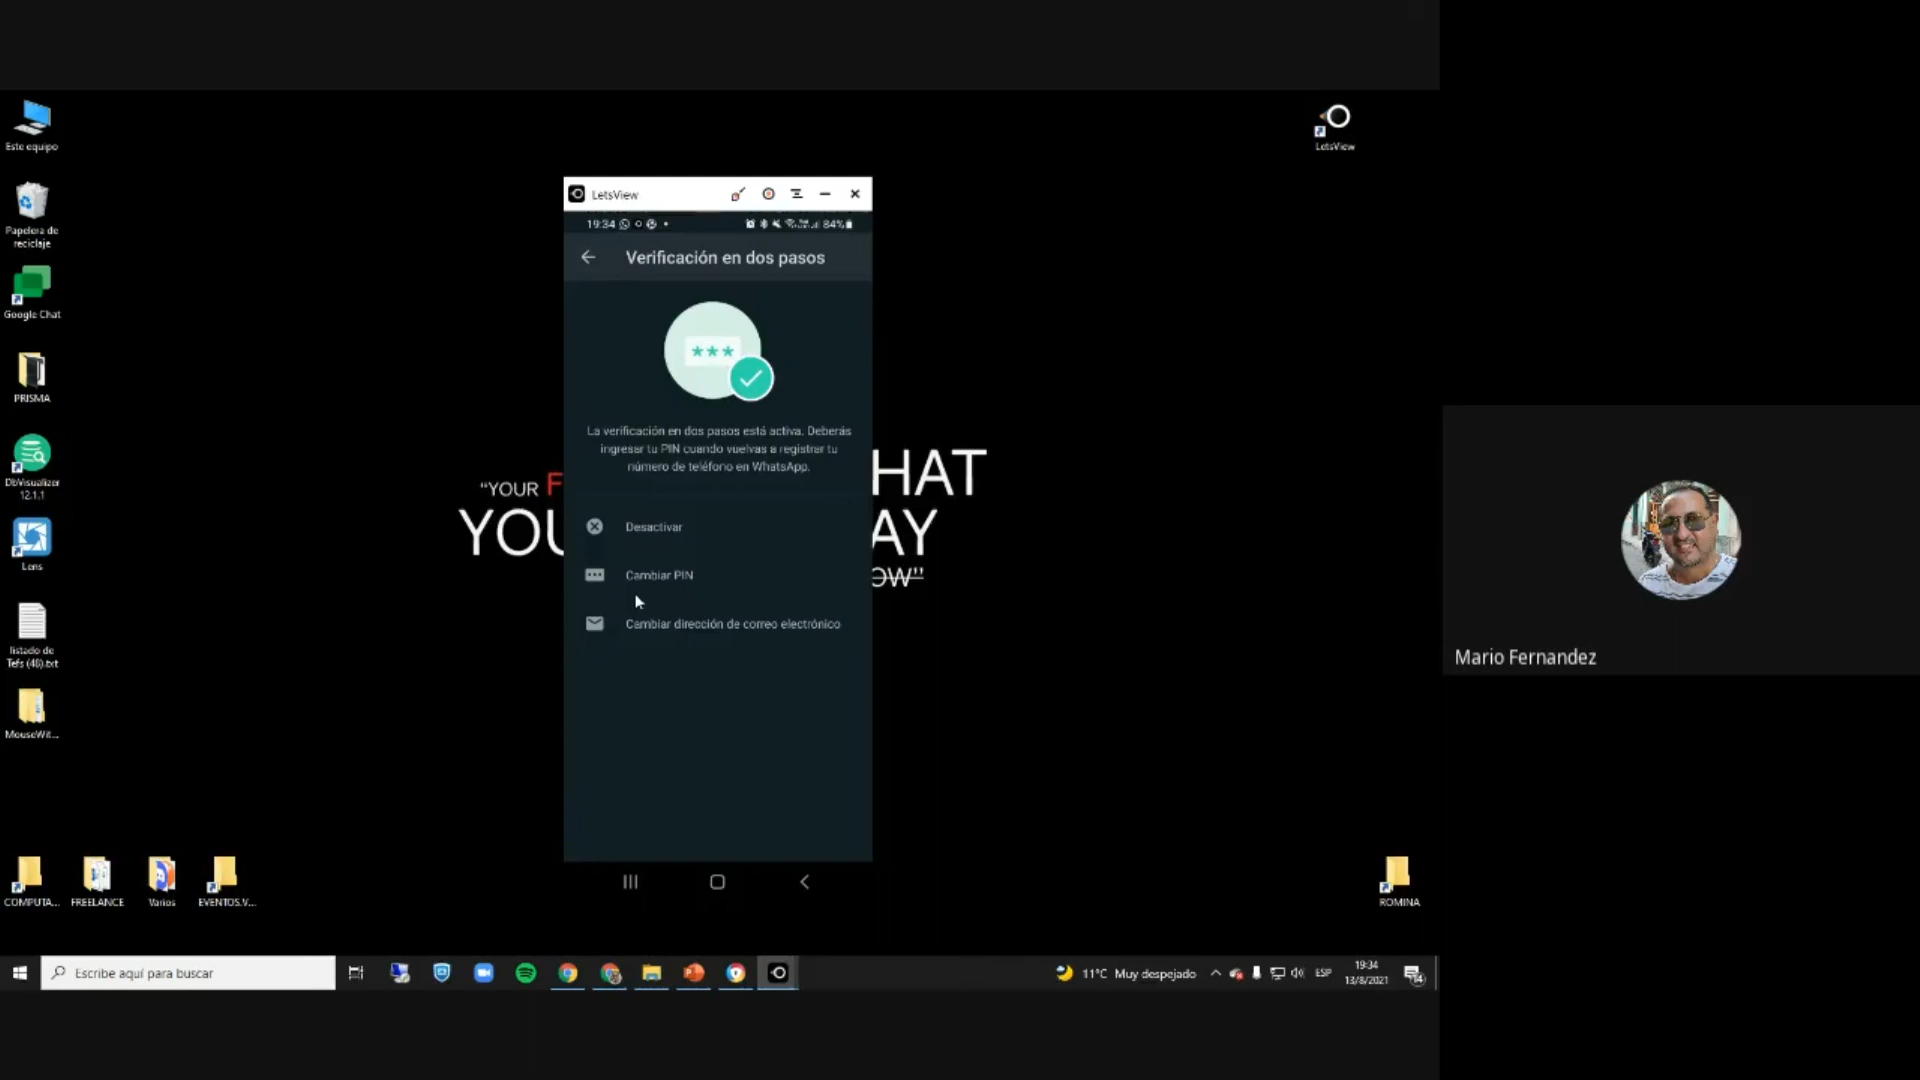 Este equipo
Papelera de
reciclaje
Google Chat
PRISMA
DbVisualizer
12.1.1
Lens
listado de
Tefs (48).txt
MouseWit...
COMPUTA...
FREELANCE
Varios
EVENTOS.V...
LetsView
ROMINA
"YOUR F
HAT
YOU
AY
OW"
LetsView
19:34
84%
Verificación en dos pasos
***
La verificación en dos pasos está activa. Deberás
ingresar tu PIN cuando vuelvas a registrar tu
número de teléfono en WhatsApp.
Desactivar
Cambiar PIN
Cambiar dirección de correo electrónico
Mario Fernandez
Escribe aquí para buscar
11°C Muy despejado
ESP
19:34
13/8/2021